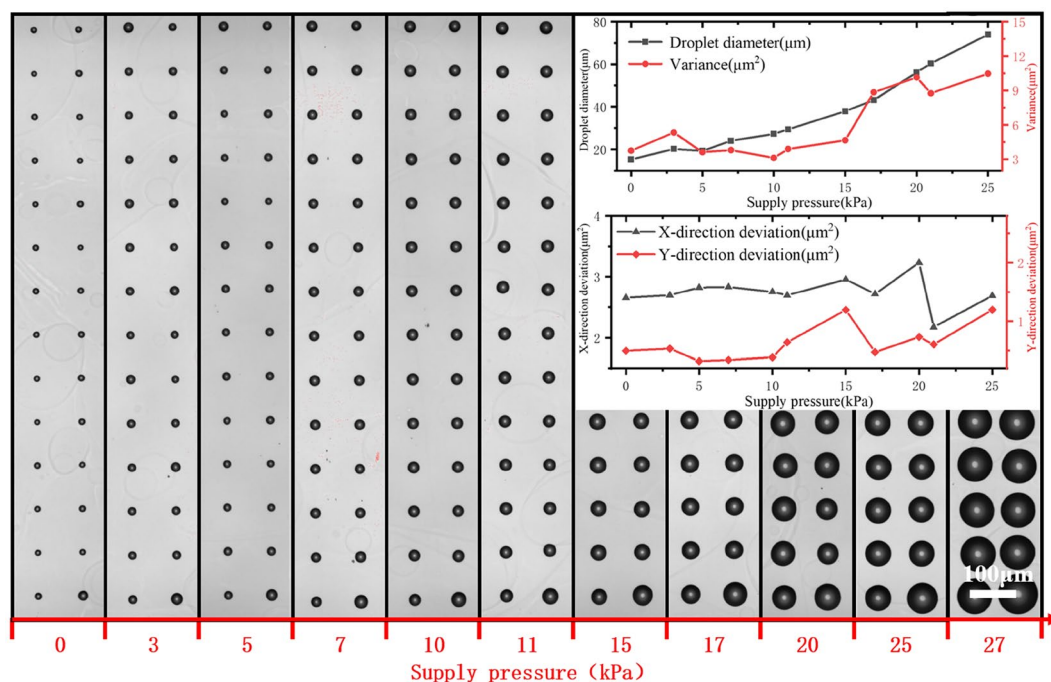 80
60
40
20
Droplet diameter(μm)
Droplet diameter(μm)
Variance(μm²)
15
12
9
6
3
Variance(μm²)
0 5 10 15 20 25
Supply pressure(kPa)
4
3
2
X-direction deviation(μm²)
X-direction deviation(μm²)
Y-direction deviation(μm²)
2
1
Y-direction deviation(μm²)
0 5 10 15 20 25
Supply pressure(kPa)
100μm
0 3 5 7 10 11 15 17 20 25 27
Supply pressure (kPa)